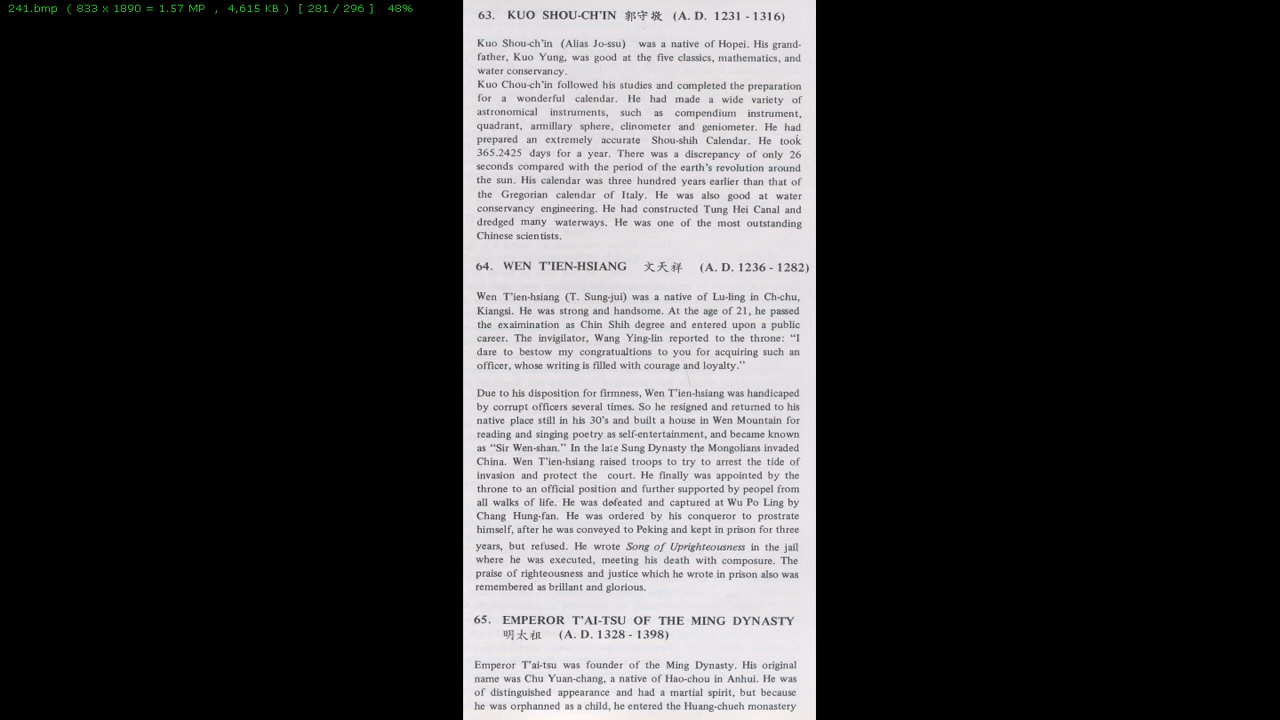 241.bmp ( 833 x 1890 = 1.57 MP , 4,615 KB ) [ 281 / 296 ] 48%
63. KUO SHOU-CH'IN 郭守敬 (A. D. 1231 - 1316)
Kuo Shou-ch'in (Alias Jo-ssu) was a native of Hopei. His grand-
father, Kuo Yung, was good at the five classics, mathematics, and
water conservancy.
Kuo Chou-ch'in followed his studies and completed the preparation
for a wonderful calendar. He had made a wide variety of
astronomical instruments, such as compendium instrument,
quadrant, armillary sphere, clinometer and geniometer. He had
prepared an extremely accurate Shou-shih Calendar. He took
365.2425 days for a year. There was a discrepancy of only 26
seconds compared with the period of the earth's revolution around
the sun. His calendar was three hundred years earlier than that of
the Gregorian calendar of Italy. He was also good at water
conservancy engineering. He had constructed Tung Hei Canal and
dredged many waterways. He was one of the most outstanding
Chinese scientists.
64. WEN T'IEN-HSIANG 文天祥 (A. D. 1236 - 1282)
Wen T'ien-hsiang (T. Sung-jui) was a native of Lu-ling in Ch-chu,
Kiangsi. He was strong and handsome. At the age of 21, he passed
the exaimination as Chin Shih degree and entered upon a public
career. The invigilator, Wang Ying-lin reported to the throne: "I
dare to bestow my congratualtions to you for acquiring such an
officer, whose writing is filled with courage and loyalty."
Due to his disposition for firmness, Wen T'ien-hsiang was handicaped
by corrupt officers several times. So he resigned and returned to his
native place still in his 30's and built a house in Wen Mountain for
reading and singing poetry as self-entertainment, and became known
as "Sir Wen-shan." In the late Sung Dynasty the Mongolians invaded
China. Wen T'ien-hsiang raised troops to try to arrest the tide of
invasion and protect the court. He finally was appointed by the
throne to an official position and further supported by peopel from
all walks of life. He was defeated and captured at Wu Po Ling by
Chang Hung-fan. He was ordered by his conqueror to prostrate
himself, after he was conveyed to Peking and kept in prison for three
years, but refused. He wrote Song of Uprighteousness in the jail
where he was executed, meeting his death with composure. The
praise of righteousness and justice which he wrote in prison also was
remembered as brillant and glorious.
65. EMPEROR T'AI-TSU OF THE MING DYNASTY
明太祖 (A. D. 1328 - 1398)
Emperor T'ai-tsu was founder of the Ming Dynasty. His original
name was Chu Yuan-chang, a native of Hao-chou in Anhui. He was
of distinguished appearance and had a martial spirit, but because
he was orphanned as a child, he entered the Huang-chueh monastery